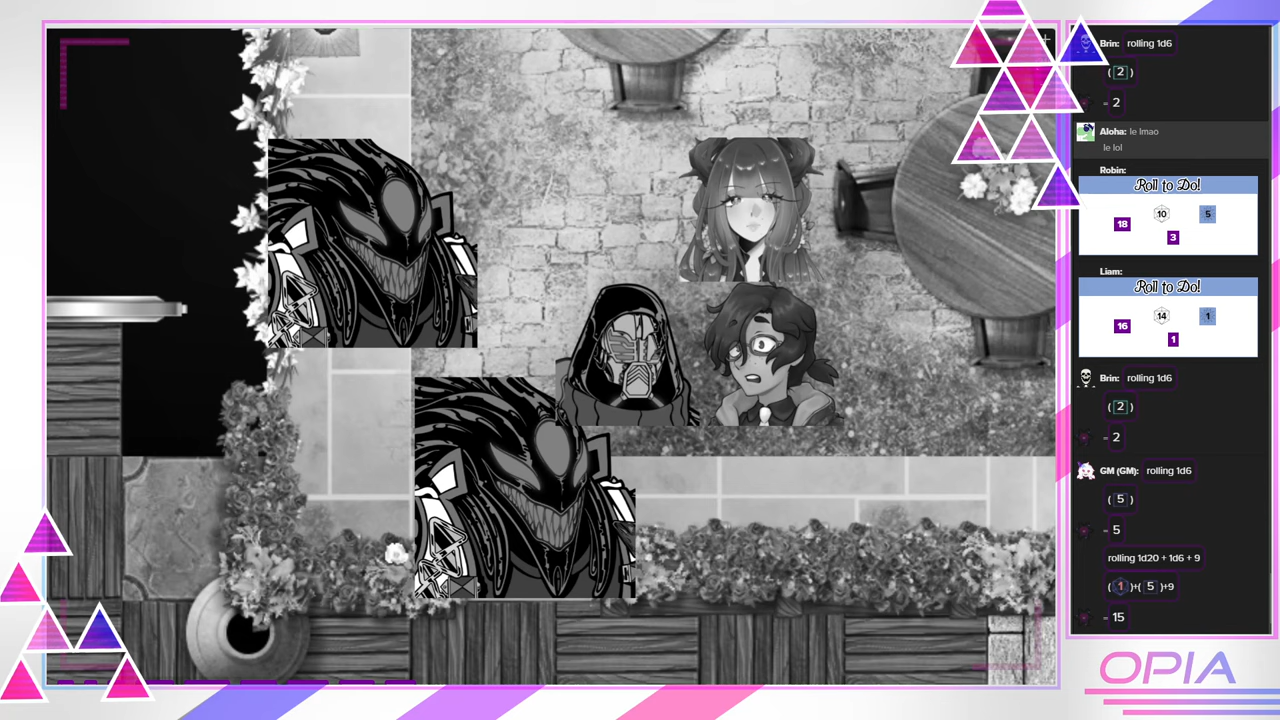 Brin: rolling 1d6
(2)
= 2
Aloha: le lmao
le lol
Robin:
Roll to Do!
18 10 5
3
Liam:
Roll to Do!
16 14 1
1
Brin: rolling 1d6
(2)
= 2
GM (GM): rolling 1d6
(5)
= 5
rolling 1d20 + 1d6 + 9
(1)+(5)+9
= 15
OPIA